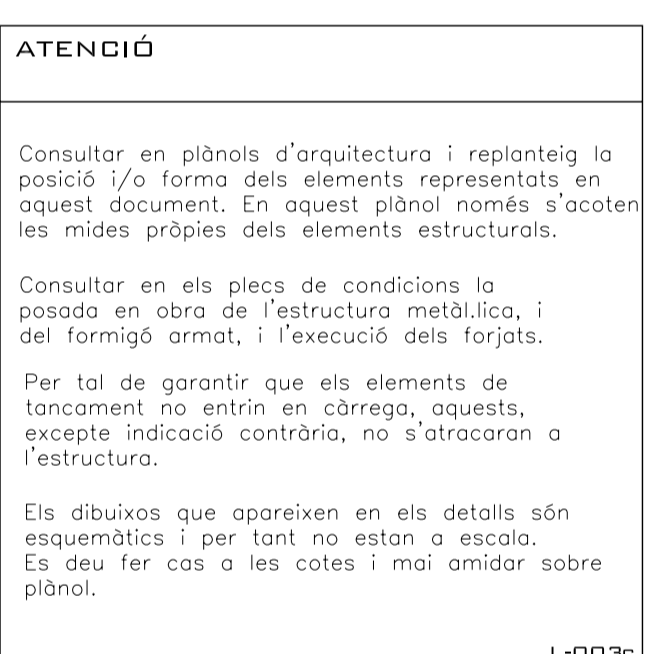 ATENCIÓ
Consultar en plànols d'arquitectura i replanteig la
posició i/o forma dels elements representats en
aquest document. En aquest plànol només s'acoten
les mides pròpies dels elements estructurals.
Consultar en els plecs de condicions la
posada en obra de l'estructura metàl.lica, i
del formigó armat, i l'execució dels forjats.
Per tal de garantir que els elements de
tancament no entrin en càrrega, aquests,
excepte indicació contrària, no s'atracaran a
l'estructura.
Els dibuixos que apareixen en els detalls són
esquemàtics i per tant no estan a escala.
Es deu fer cas a les cotes i mai amidar sobre
plànol.